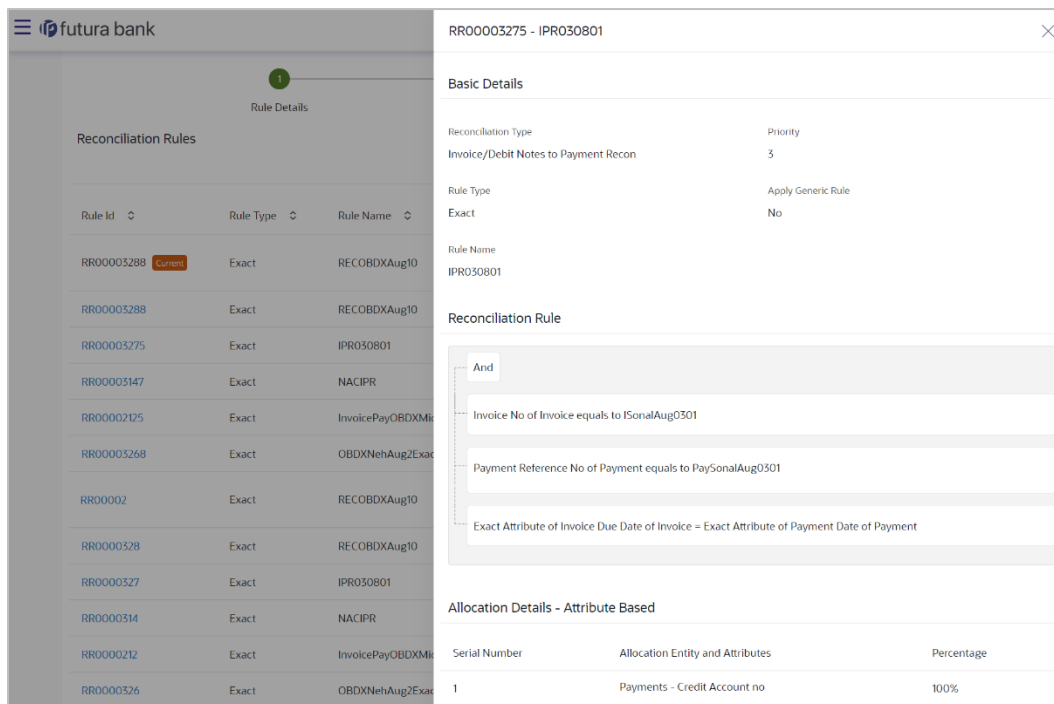 futura bank
1
Rule Details
Reconciliation Rules
Rule Id Rule Type Rule Name
RR00003288 Current Exact RECOBDXAug10
RR00003288 Exact RECOBDXAug10
RR00003275 Exact IPR030801
RR00003147 Exact NACIPR
RR00002125 Exact InvoicePayOBDXMi
RR00003268 Exact OBDXNehAug2Exac
RR00002 Exact RECOBDXAug10
RR0000328 Exact RECOBDXAug10
RR0000327 Exact IPR030801
RR0000314 Exact NACIPR
RR0000212 Exact InvoicePayOBDXMi
RR0000326 Exact OBDXNehAug2Exac
RR00003275 - IPR030801
Basic Details
Reconciliation Type Priority
Invoice/Debit Notes to Payment Recon 3
Rule Type Apply Generic Rule
Exact No
Rule Name
IPR030801
Reconciliation Rule
And
Invoice No of Invoice equals to ISonalAug0301
Payment Reference No of Payment equals to PaySonalAug0301
Exact Attribute of Invoice Due Date of Invoice = Exact Attribute of Payment Date of Payment
Allocation Details - Attribute Based
Serial Number Allocation Entity and Attributes Percentage
1 Payments - Credit Account no 100%